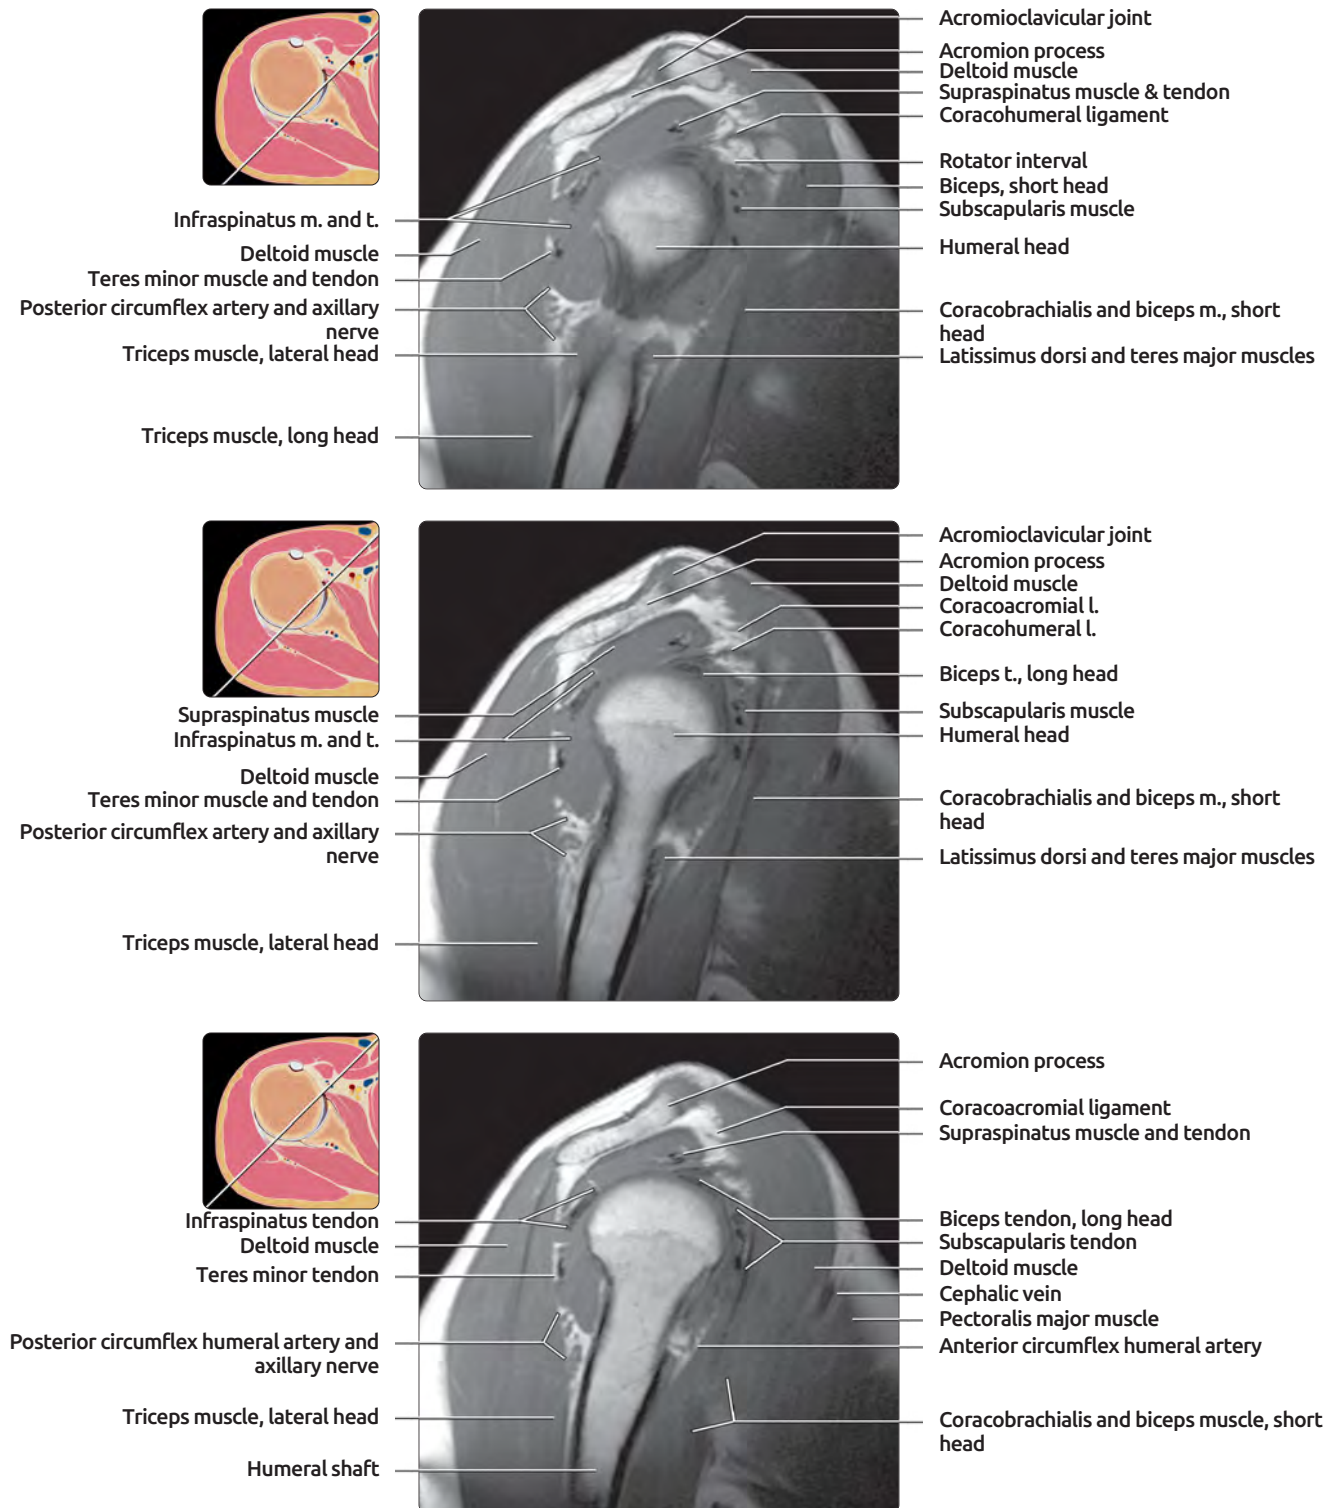 Acromioclavicular joint
Acromion process
Deltoid muscle
Supraspinatus muscle & tendon
Coracohumeral ligament
Rotator interval
Biceps, short head
Subscapularis muscle
Humeral head
Coracobrachialis and biceps m., short
head
Latissimus dorsi and teres major muscles
Infraspinatus m. and t.
Deltoid muscle
Teres minor muscle and tendon
Posterior circumflex artery and axillary
nerve
Triceps muscle, lateral head
Triceps muscle, long head
Acromioclavicular joint
Acromion process
Deltoid muscle
Coracoacromial l.
Coracohumeral l.
Biceps t., long head
Subscapularis muscle
Humeral head
Coracobrachialis and biceps m., short
head
Latissimus dorsi and teres major muscles
Supraspinatus muscle
Infraspinatus m. and t.
Deltoid muscle
Teres minor muscle and tendon
Posterior circumflex artery and axillary
nerve
Triceps muscle, lateral head
Acromion process
Coracoacromial ligament
Supraspinatus muscle and tendon
Biceps tendon, long head
Subscapularis tendon
Deltoid muscle
Cephalic vein
Pectoralis major muscle
Anterior circumflex humeral artery
Coracobrachialis and biceps muscle, short
head
Infraspinatus tendon
Deltoid muscle
Teres minor tendon
Posterior circumflex humeral artery and
axillary nerve
Triceps muscle, lateral head
Humeral shaft